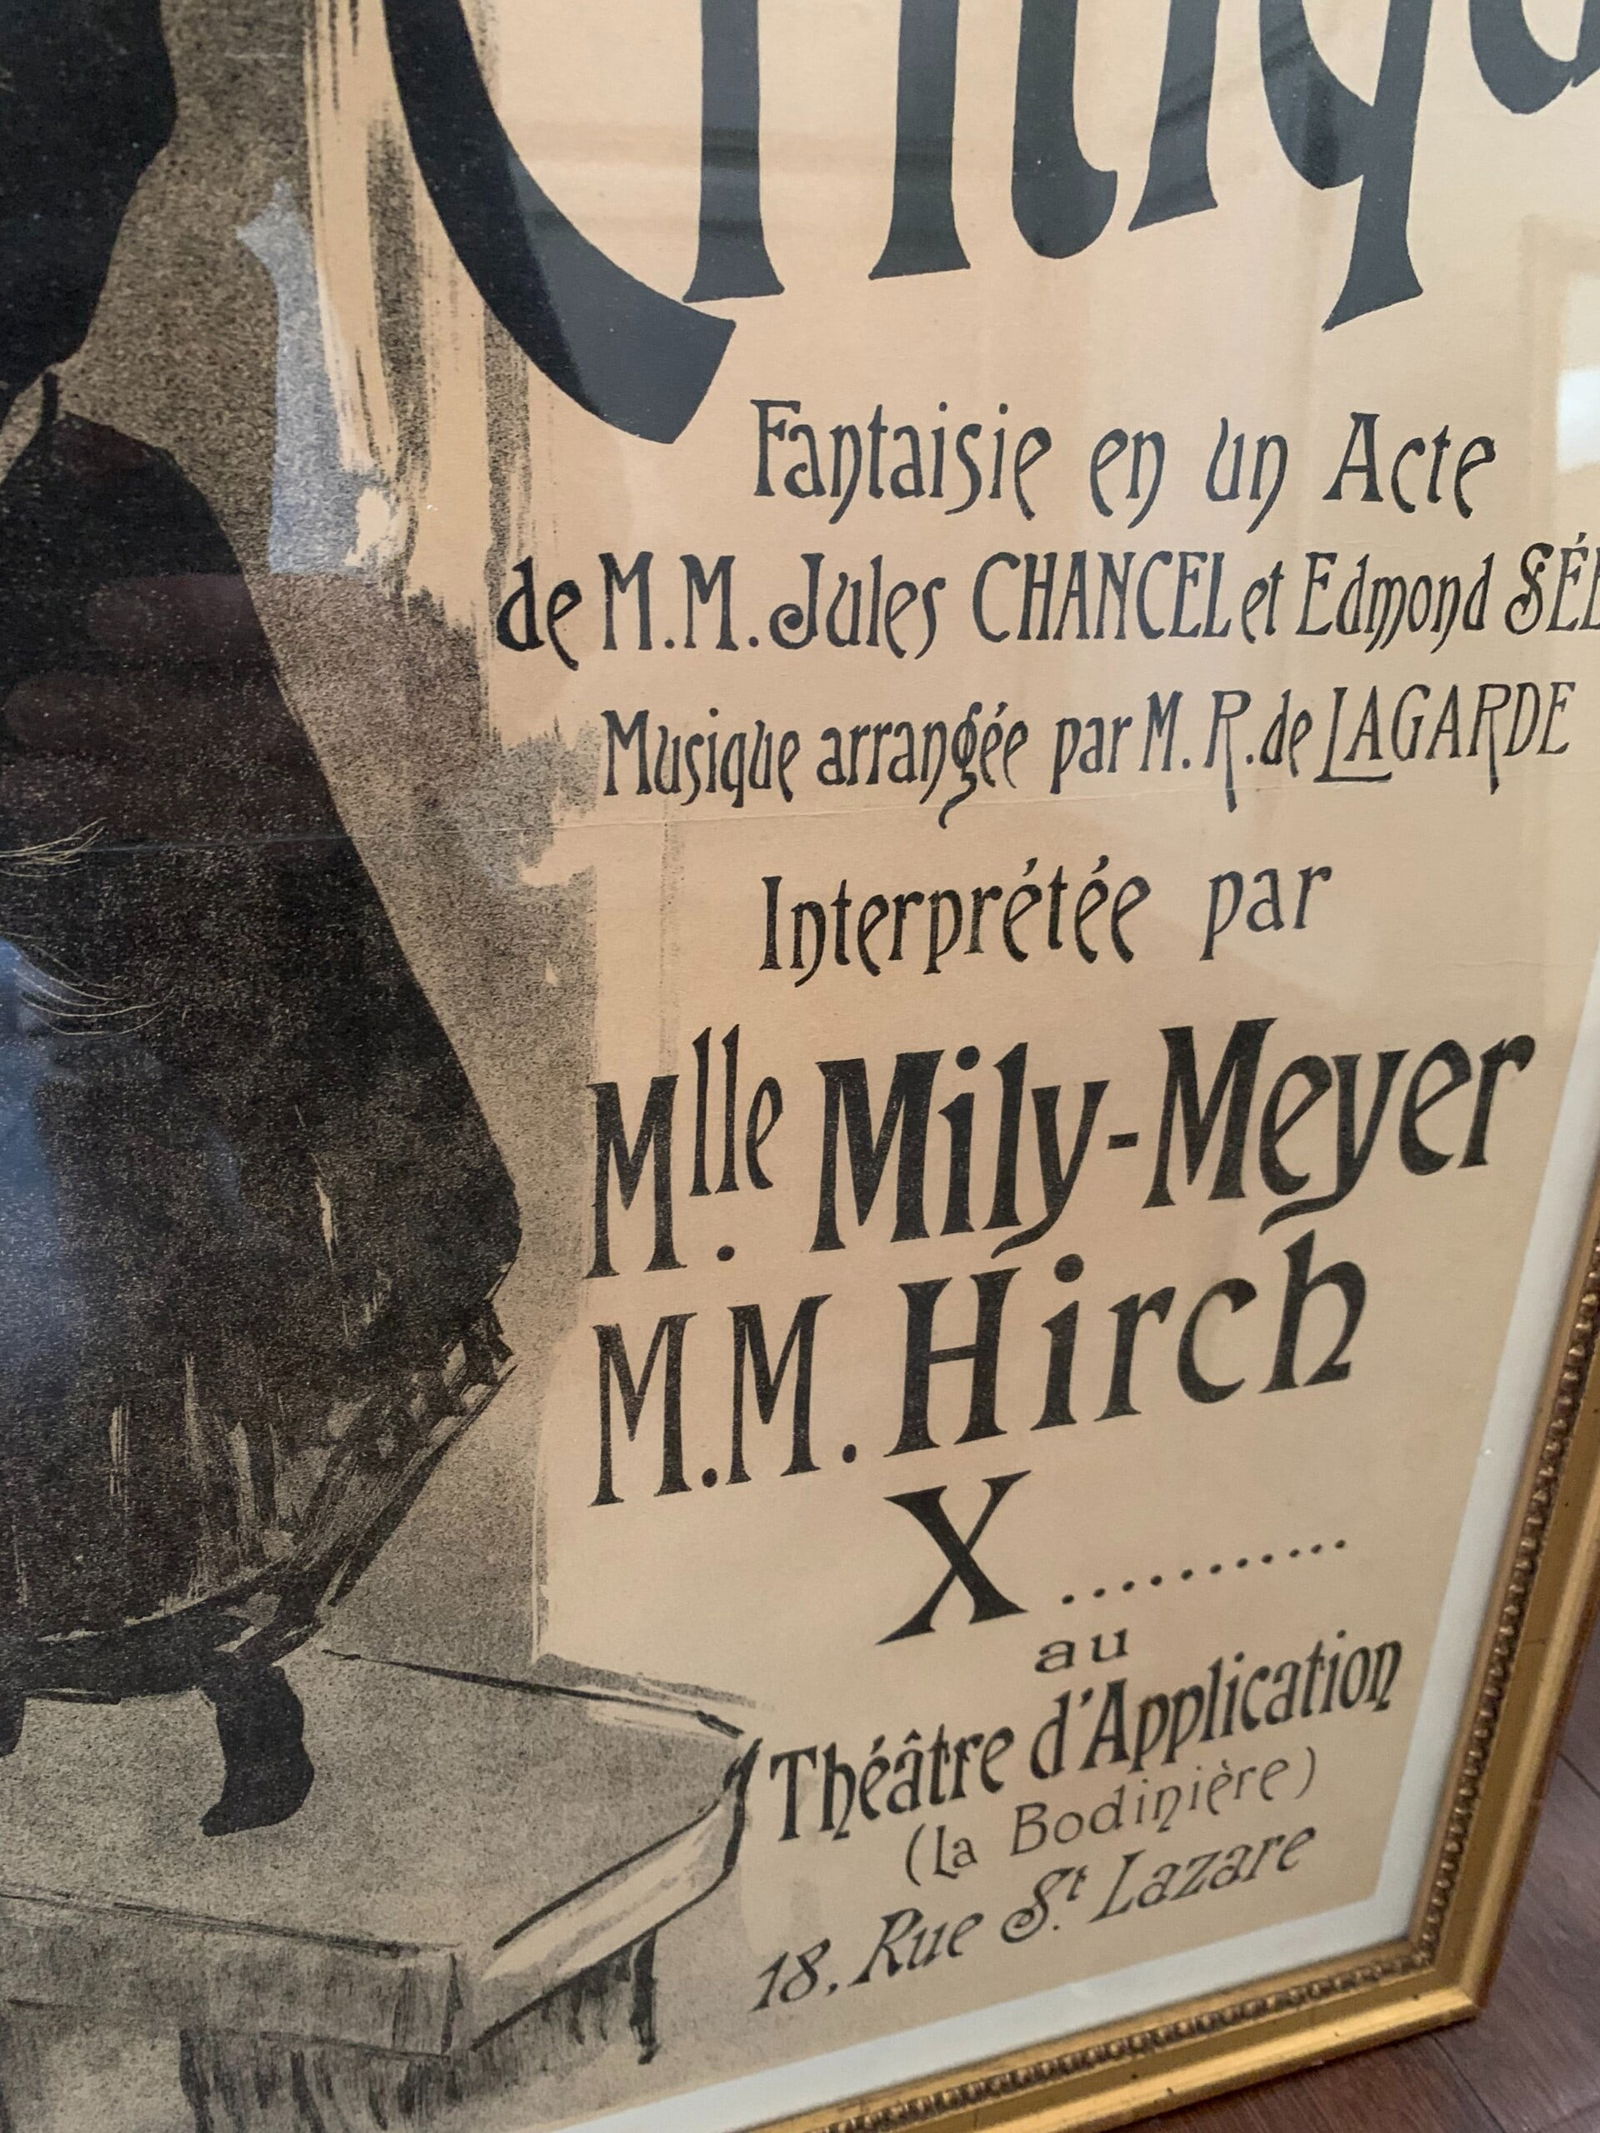 Fantaisie en un Acte
de M.M. Jules CHANCEL et Edmond
Musique arrangée par M. R. de LAGARDE
Interprétée par
Mlle. Mily-Meyer
M.M. Hirch
X...........
au
Théâtre d'Application
(la Bodinière)
18, Rue St. Lazare